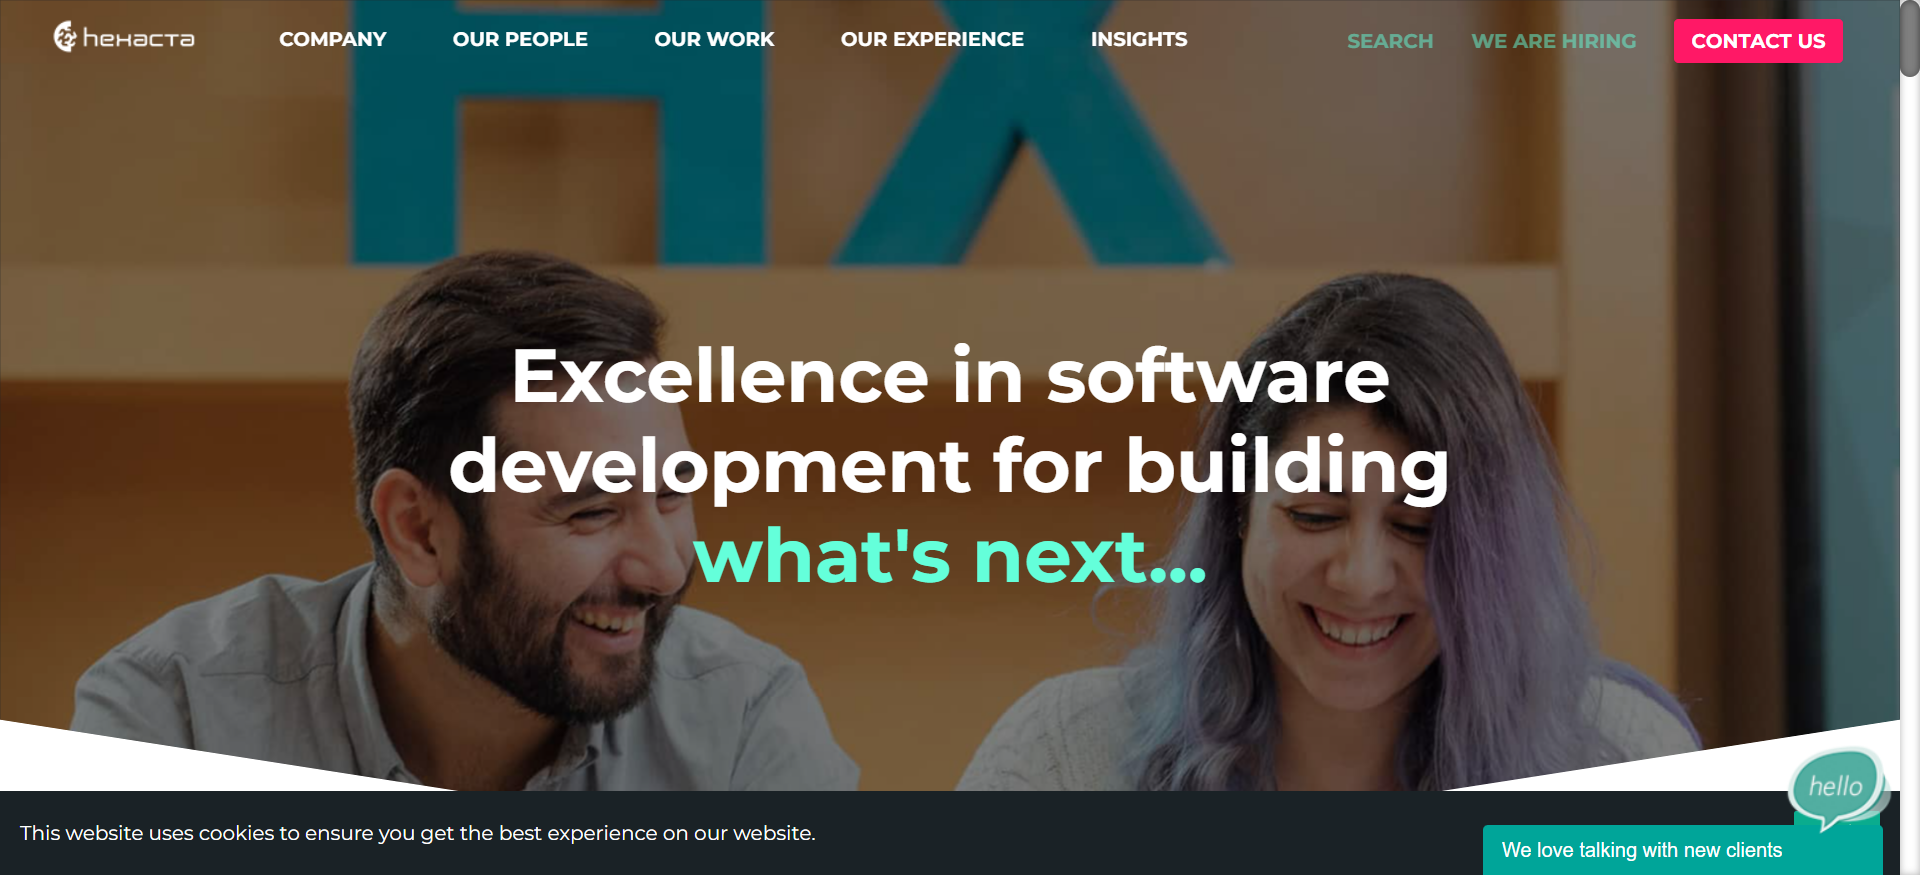 hexacta
COMPANY
OUR PEOPLE
OUR WORK
OUR EXPERIENCE
INSIGHTS
SEARCH
WE ARE HIRING
CONTACT US
HX
Excellence in software
development for building
what's next...
hello
This website uses cookies to ensure you get the best experience on our website.
We love talking with new clients